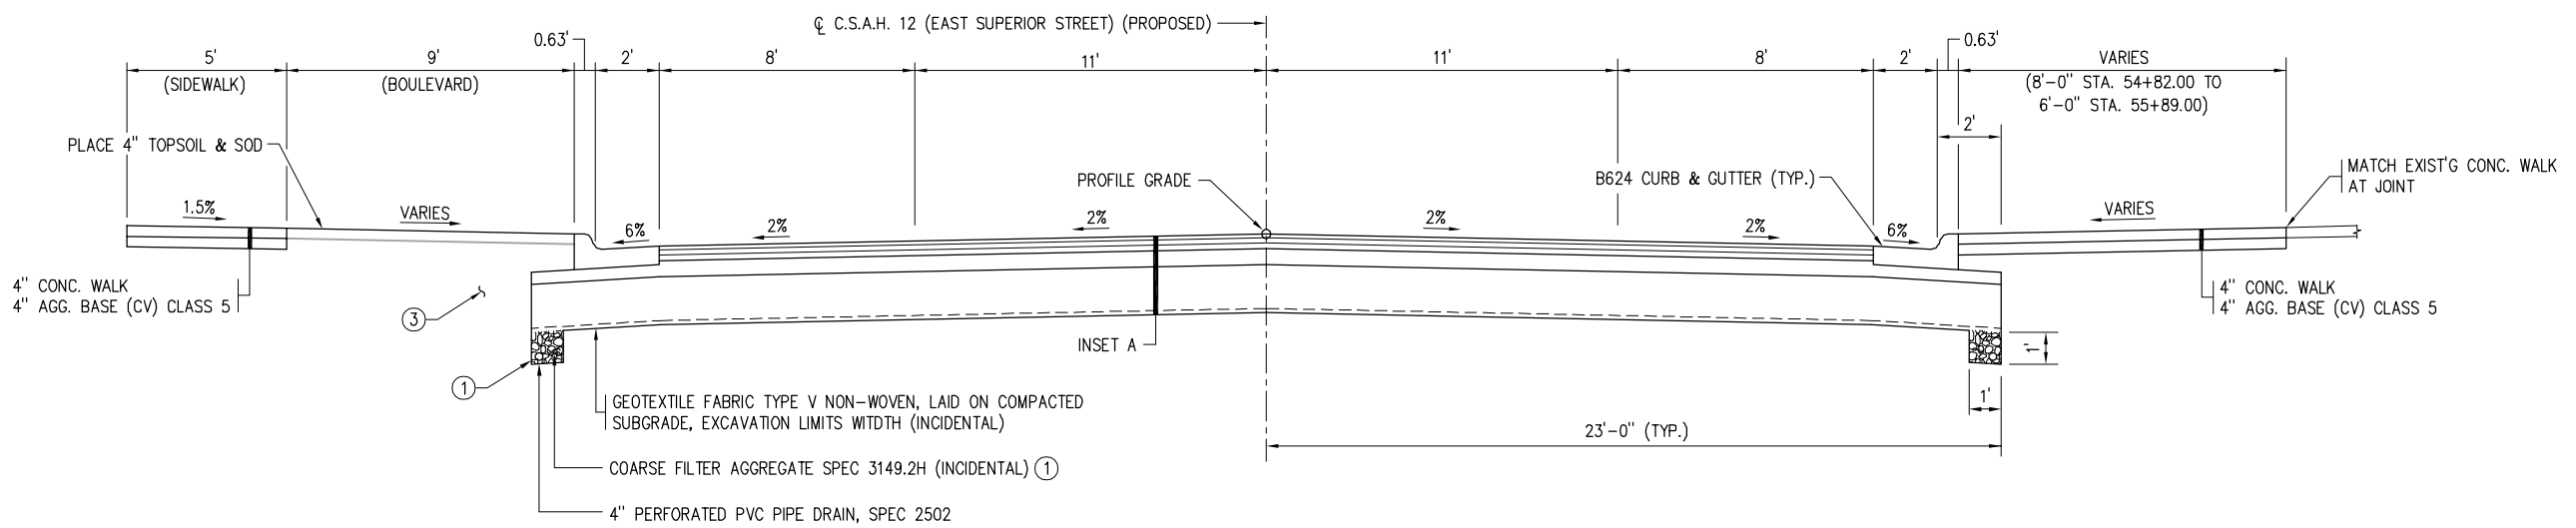 ℄ C.S.A.H. 12 (EAST SUPERIOR STREET) (PROPOSED)
5'
(SIDEWALK)
9'
(BOULEVARD)
0.63'
2'
8'
11'
11'
8'
2'
0.63'
VARIES
(8'-0" STA. 54+82.00 TO
6'-0" STA. 55+89.00)
2'
PLACE 4" TOPSOIL & SOD
PROFILE GRADE
B624 CURB & GUTTER (TYP.)
MATCH EXIST'G CONC. WALK
AT JOINT
1.5%
VARIES
6%
2%
2%
2%
2%
6%
VARIES
4" CONC. WALK
4" AGG. BASE (CV) CLASS 5
3
4" CONC. WALK
4" AGG. BASE (CV) CLASS 5
INSET A
1'
1
1'
GEOTEXTILE FABRIC TYPE V NON-WOVEN, LAID ON COMPACTED
SUBGRADE, EXCAVATION LIMITS WITDTH (INCIDENTAL)
23'-0" (TYP.)
COARSE FILTER AGGREGATE SPEC 3149.2H (INCIDENTAL) 1
4" PERFORATED PVC PIPE DRAIN, SPEC 2502